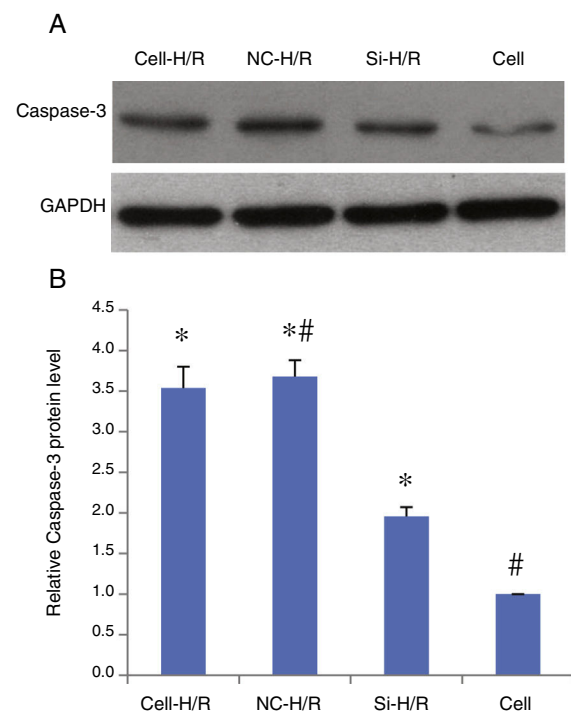 A
Cell-H/R NC-H/R Si-H/R Cell
Caspase-3
GAPDH
B
Relative Caspase-3 protein level
4.5
4.0
3.5
3.0
2.5
2.0
1.5
1.0
0.5
0.0
*
*#
*
#
Cell-H/R NC-H/R Si-H/R Cell